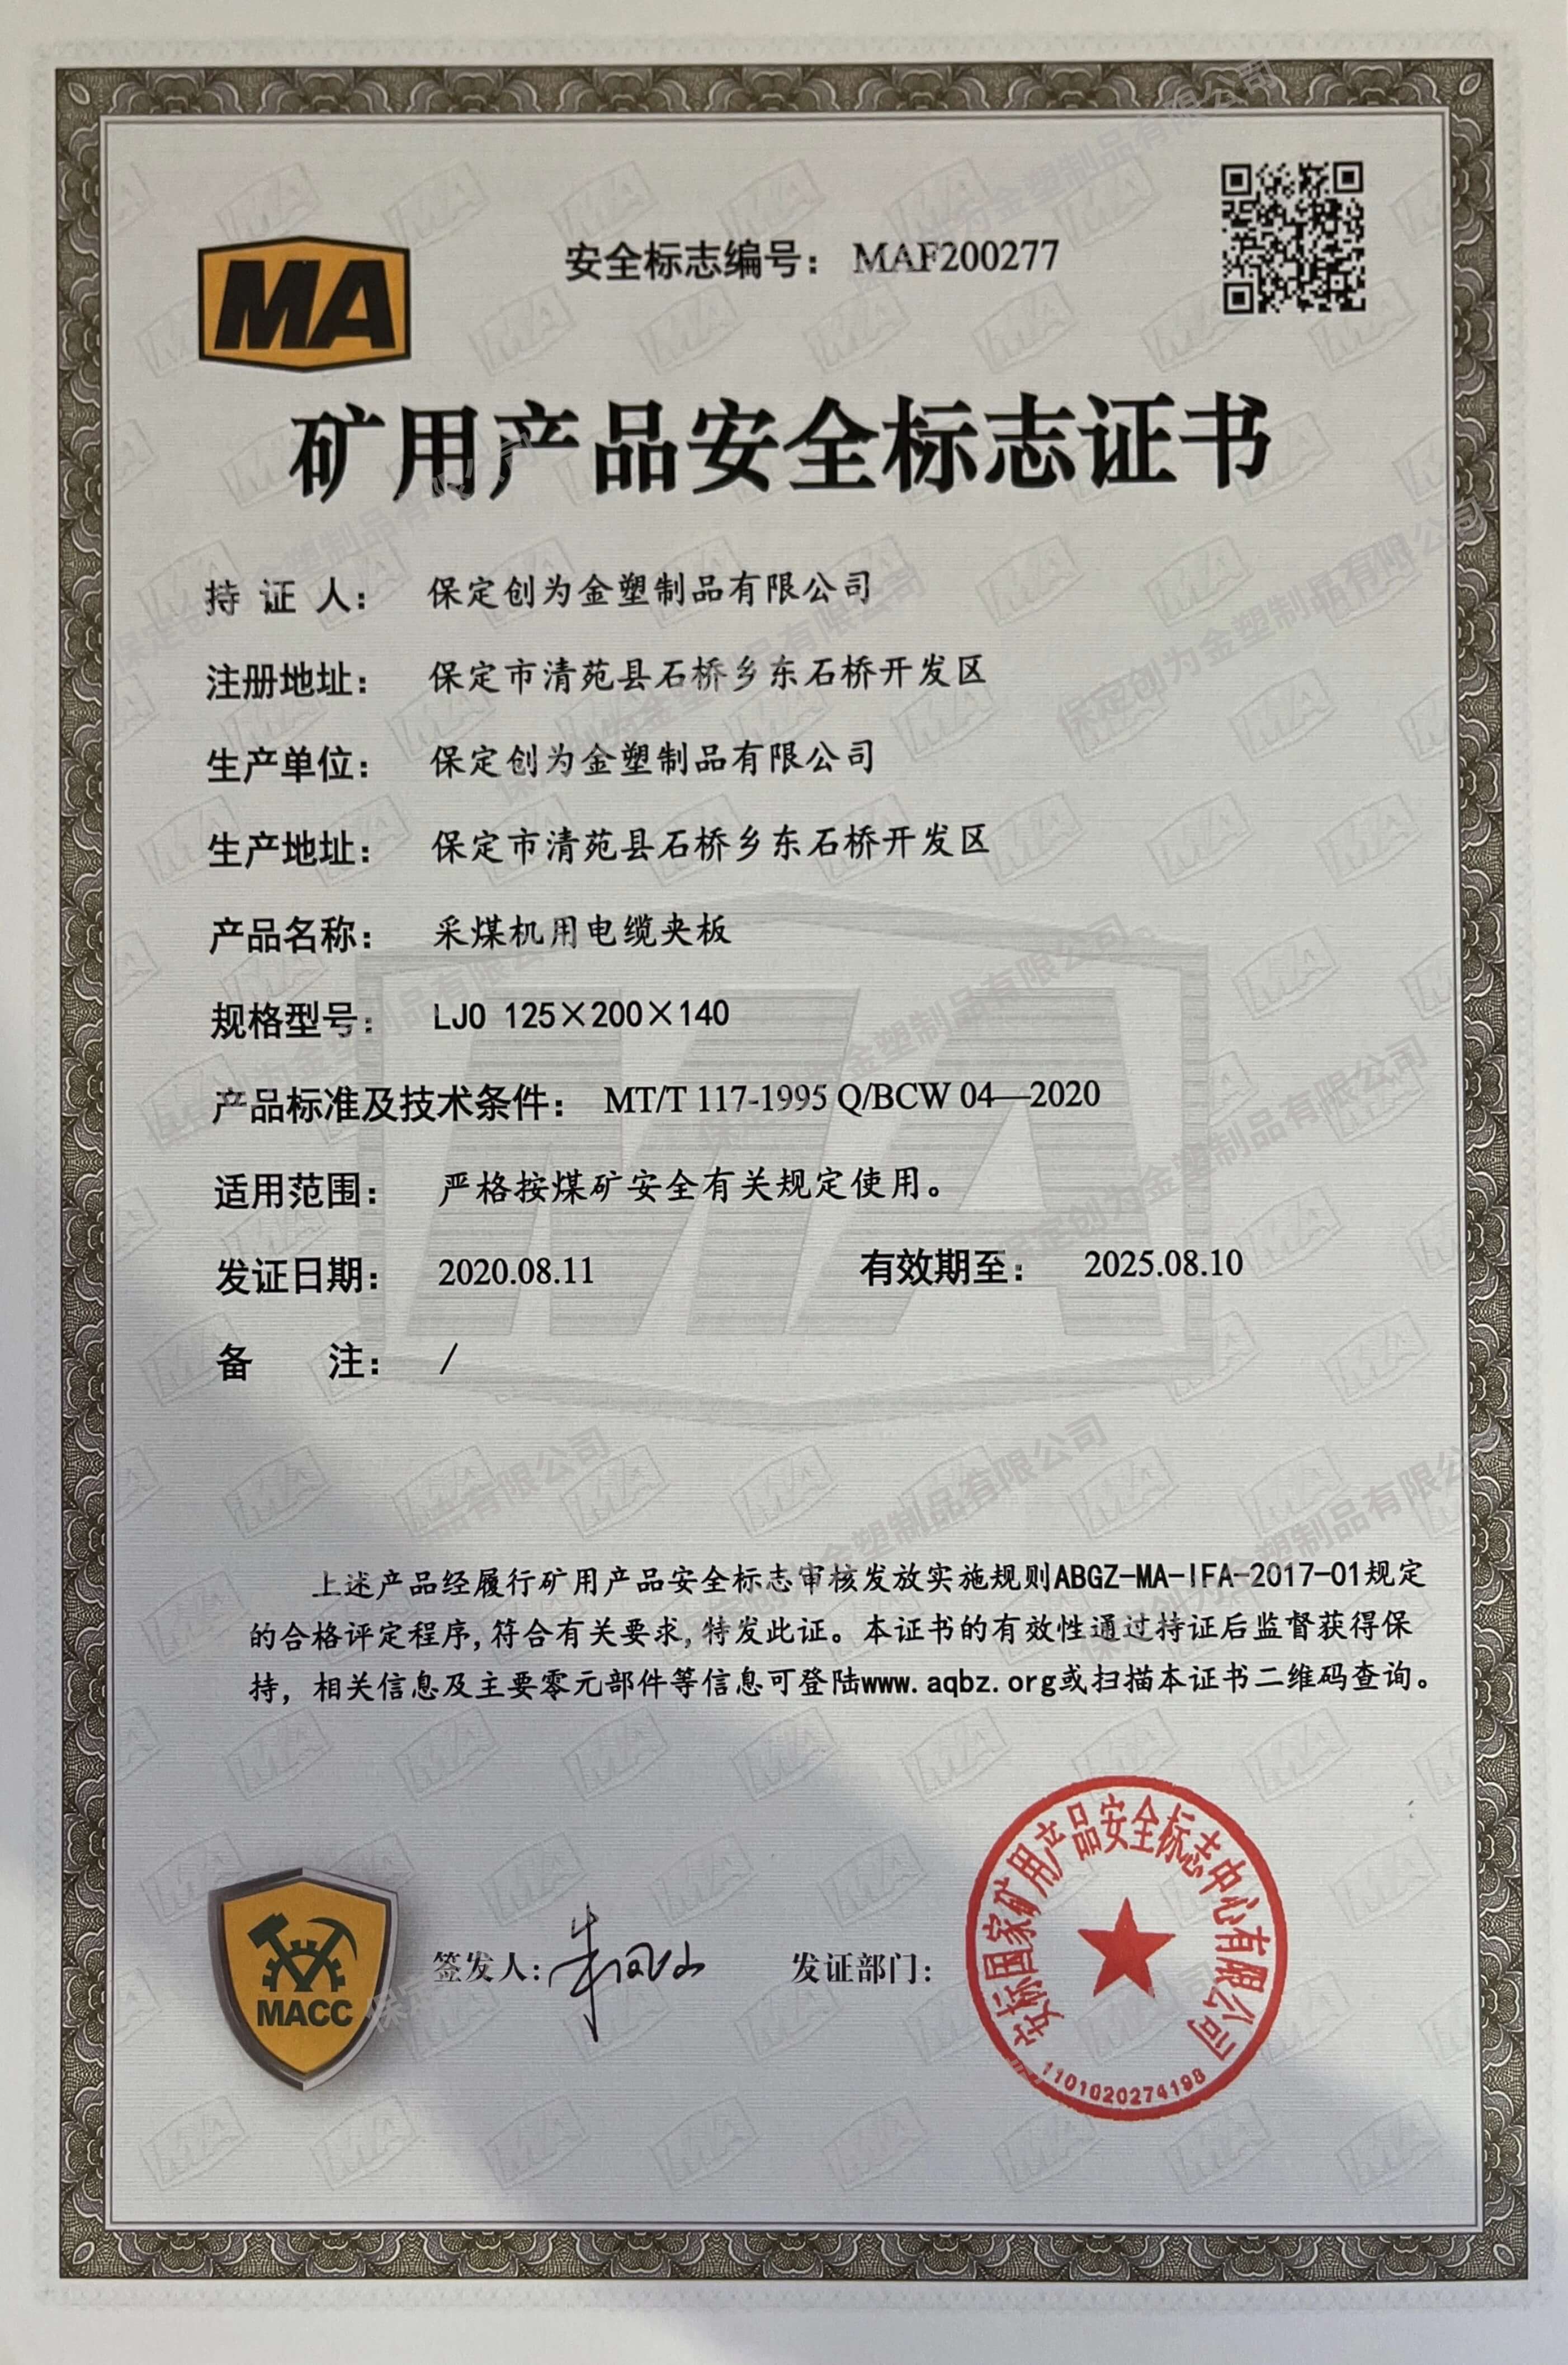 MA
安全标志编号： MAF200277
矿用产品安全标志证书
持 证 人： 保定创为金塑制品有限公司
注册地址： 保定市清苑县石桥乡东石桥开发区
生产单位： 保定创为金塑制品有限公司
生产地址： 保定市清苑县石桥乡东石桥开发区
产品名称： 采煤机用电缆夹板
规格型号： LJ0 125×200×140
产品标准及技术条件： MT/T 117-1995 Q/BCW 04—2020
适用范围： 严格按煤矿安全有关规定使用。
发证日期： 2020.08.11 有效期至： 2025.08.10
备 注： /
上述产品经履行矿用产品安全标志审核发放实施规则ABGZ-MA-IFA-2017-01规定
的合格评定程序,符合有关要求,特发此证。本证书的有效性通过持证后监督获得保
持，相关信息及主要零元部件等信息可登陆www.aqbz.org或扫描本证书二维码查询。
MACC
签发人: 发证部门:
安标国家矿用产品安全标志中心有限公司
1101020274198
保定创为金塑制品有限公司